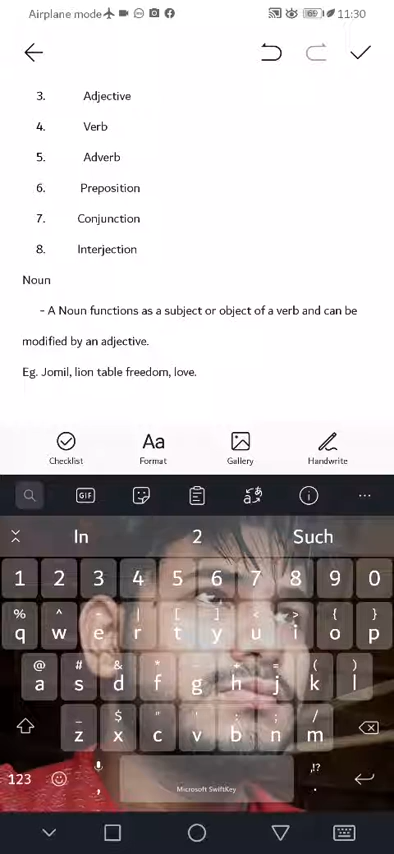 Airplane mode 69 11:30
3. Adjective
4. Verb
5. Adverb
6. Preposition
7. Conjunction
8. Interjection
Noun
- A Noun functions as a subject or object of a verb and can be
modified by an adjective.
Eg. Jomil, lion table freedom, love.
Checklist Aa Format Gallery Handwrite
GIF
In 2 Such
1 2 3 4 5 6 7 8 9 0
% ^ ~ | [ ] < > { }
q w e r t y u i o p
@ # & * - + = ( )
a s d f g h j k l
_ $ " ' : ; /
z x c v b n m
123 , Microsoft SwiftKey ,!? .